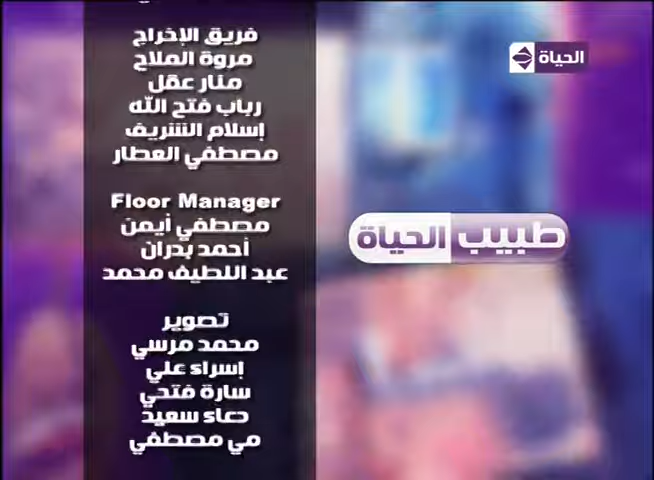 فريق الإخراج
مروة الملاح
منار عقل
رباب فتح الله
إسلام الشريف
مصطفي العطار
Floor Manager
مصطفي أيمن
أحمد بدران
عبد اللطيف محمد
تصوير
محمد مرسي
إسراء علي
سارة فتحي
دعاء سعيد
مي مصطفي
الحياة
طبيب الحياة